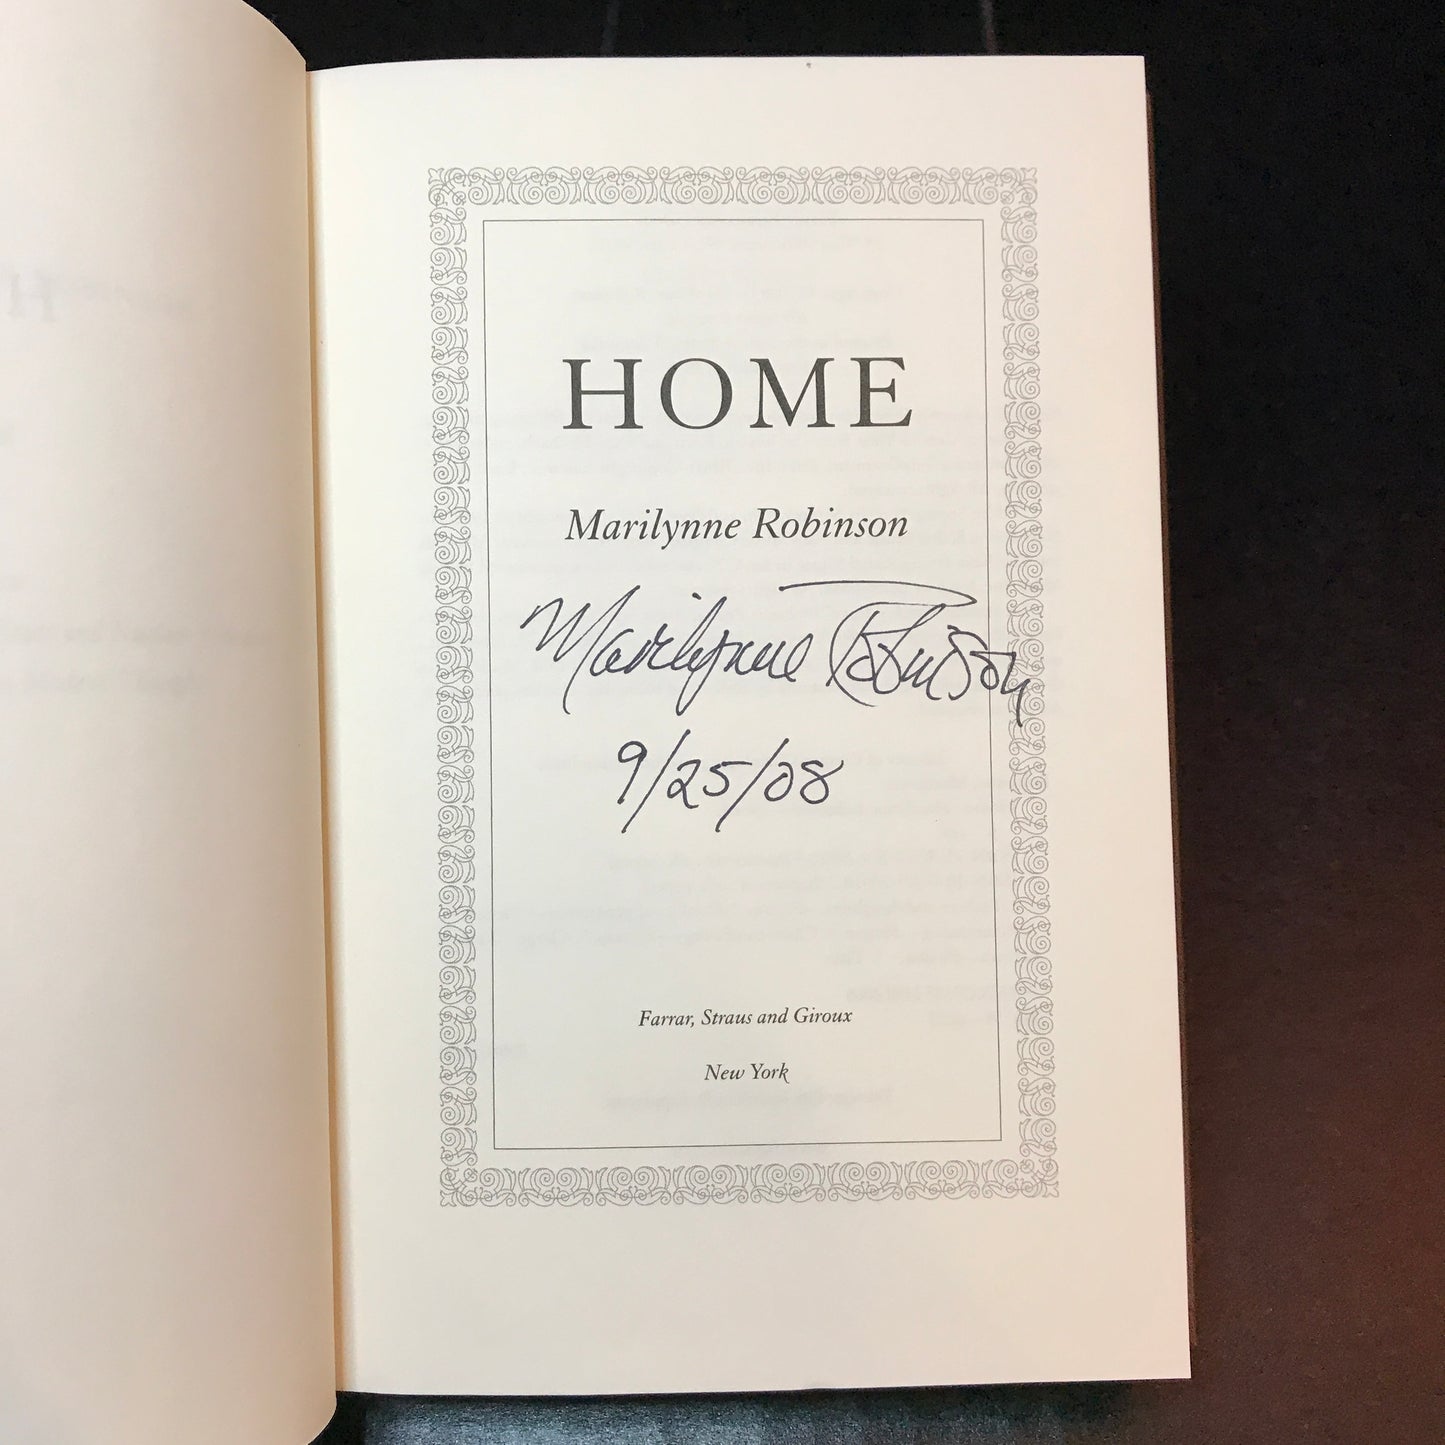 HOME
Marilynne Robinson
Marilynne Robinson
9/25/08
Farrar, Straus and Giroux
New York